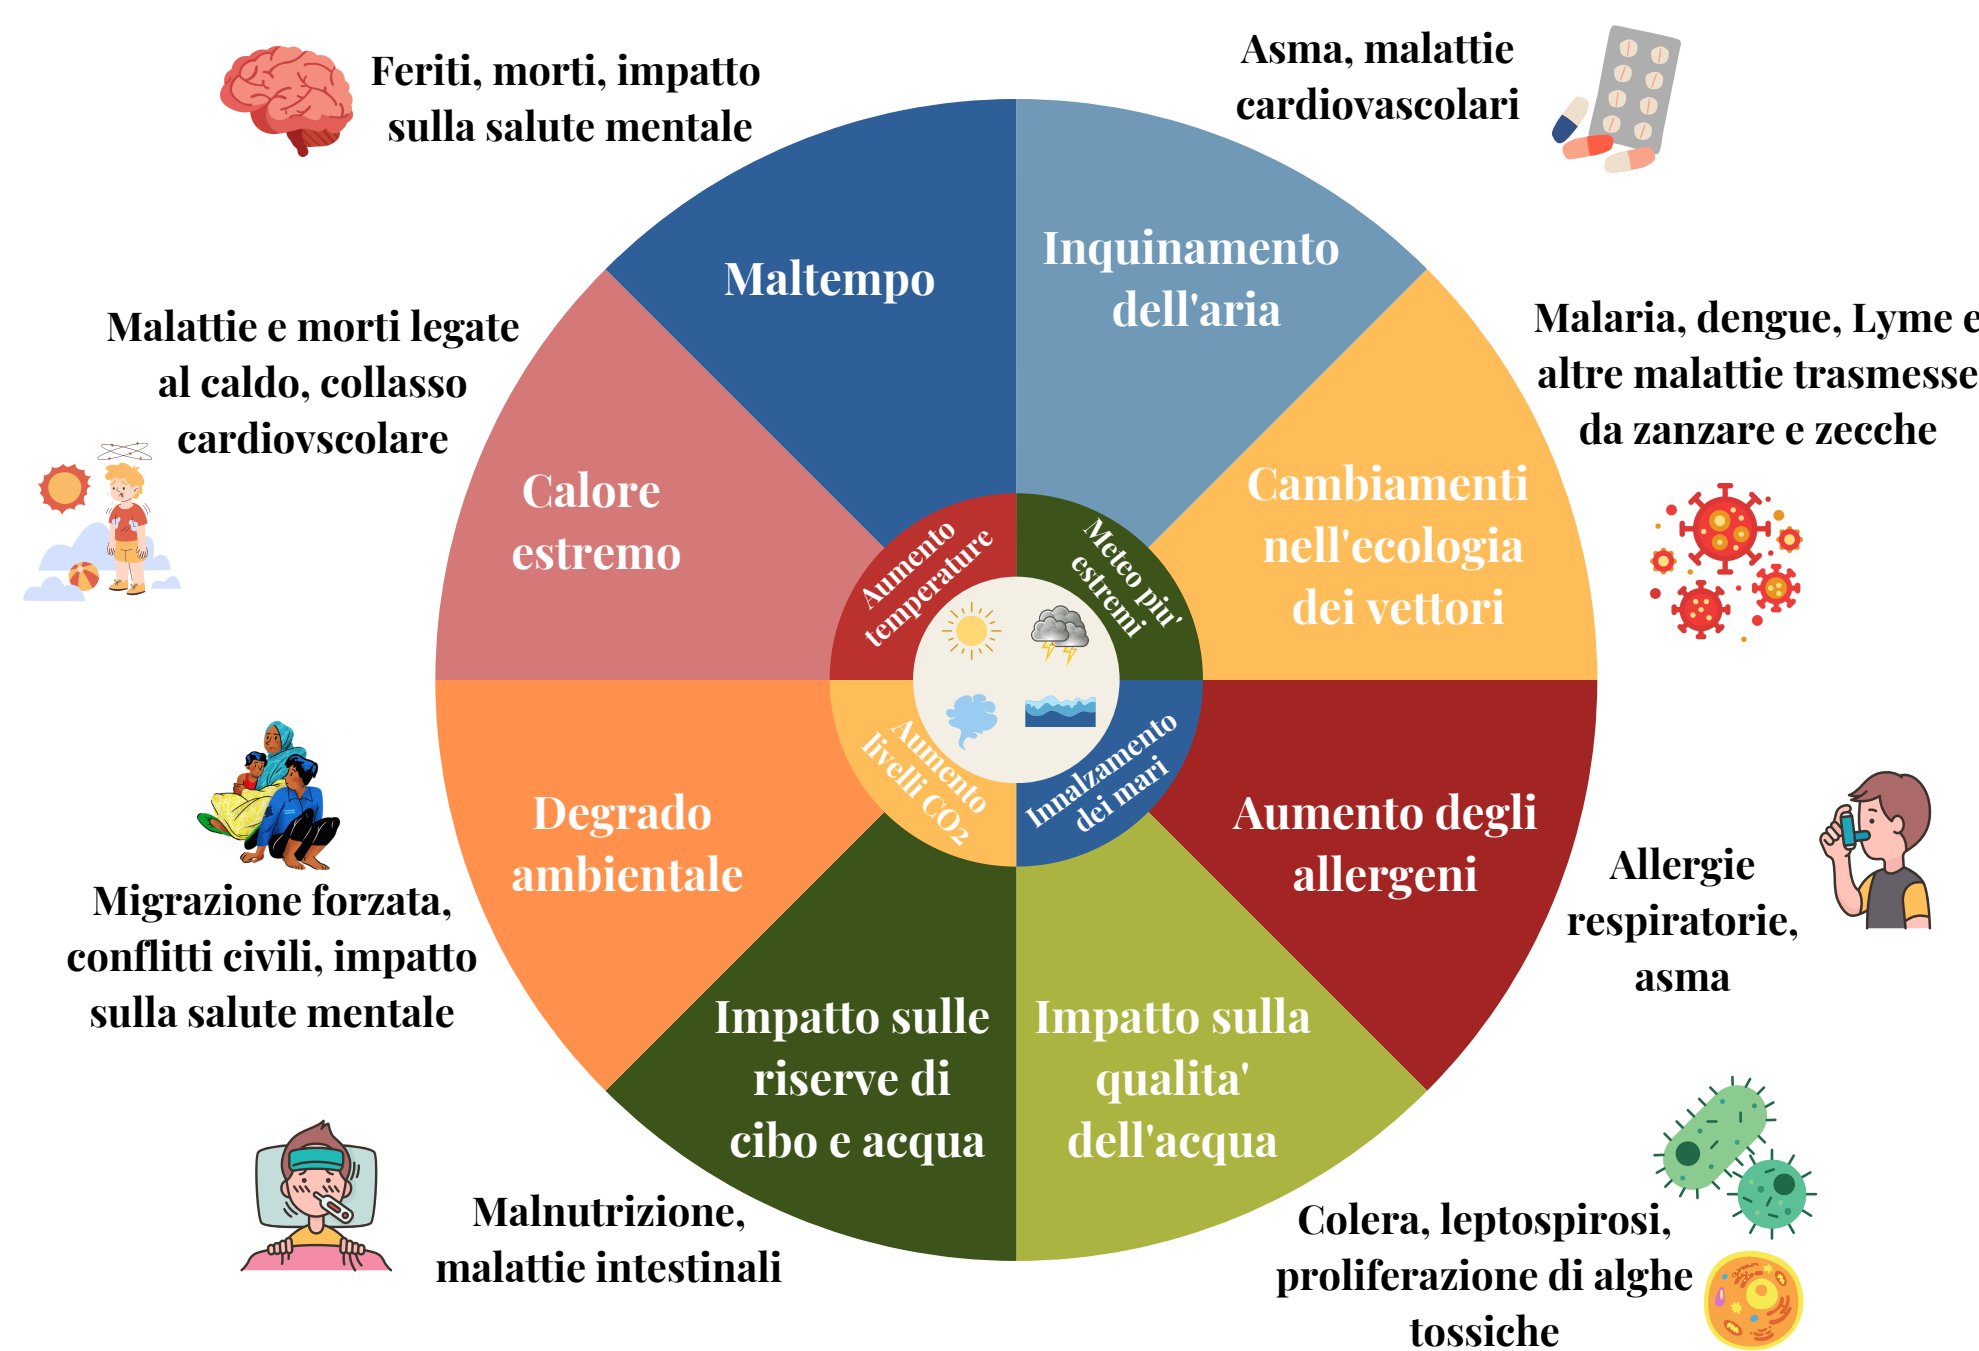 Feriti, morti, impatto
sulla salute mentale
Asma, malattie
cardiovascolari
Maltempo
Inquinamento
dell'aria
Malattie e morti legate
al caldo, collasso
cardiovscolare
Malaria, dengue, Lyme e
altre malattie trasmesse
da zanzare e zecche
Calore
estremo
Cambiamenti
nell'ecologia
dei vettori
Aumento
temperature
Meteo piu'
estremi
Aumento
livelli CO2
Innalzamento
dei mari
Degrado
ambientale
Aumento degli
allergeni
Migrazione forzata,
conflitti civili, impatto
sulla salute mentale
Allergie
respiratorie,
asma
Impatto sulle
riserve di
cibo e acqua
Impatto sulla
qualita'
dell'acqua
Malnutrizione,
malattie intestinali
Colera, leptospirosi,
proliferazione di alghe
tossiche